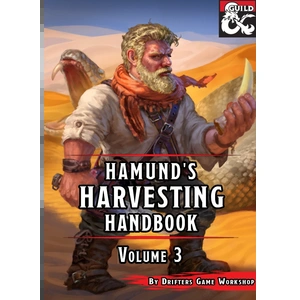 GUILD
HAMUND'S
HARVESTING
HANDBOOK
VOLUME 3
BY DRIFTERS GAME WORKSHOP